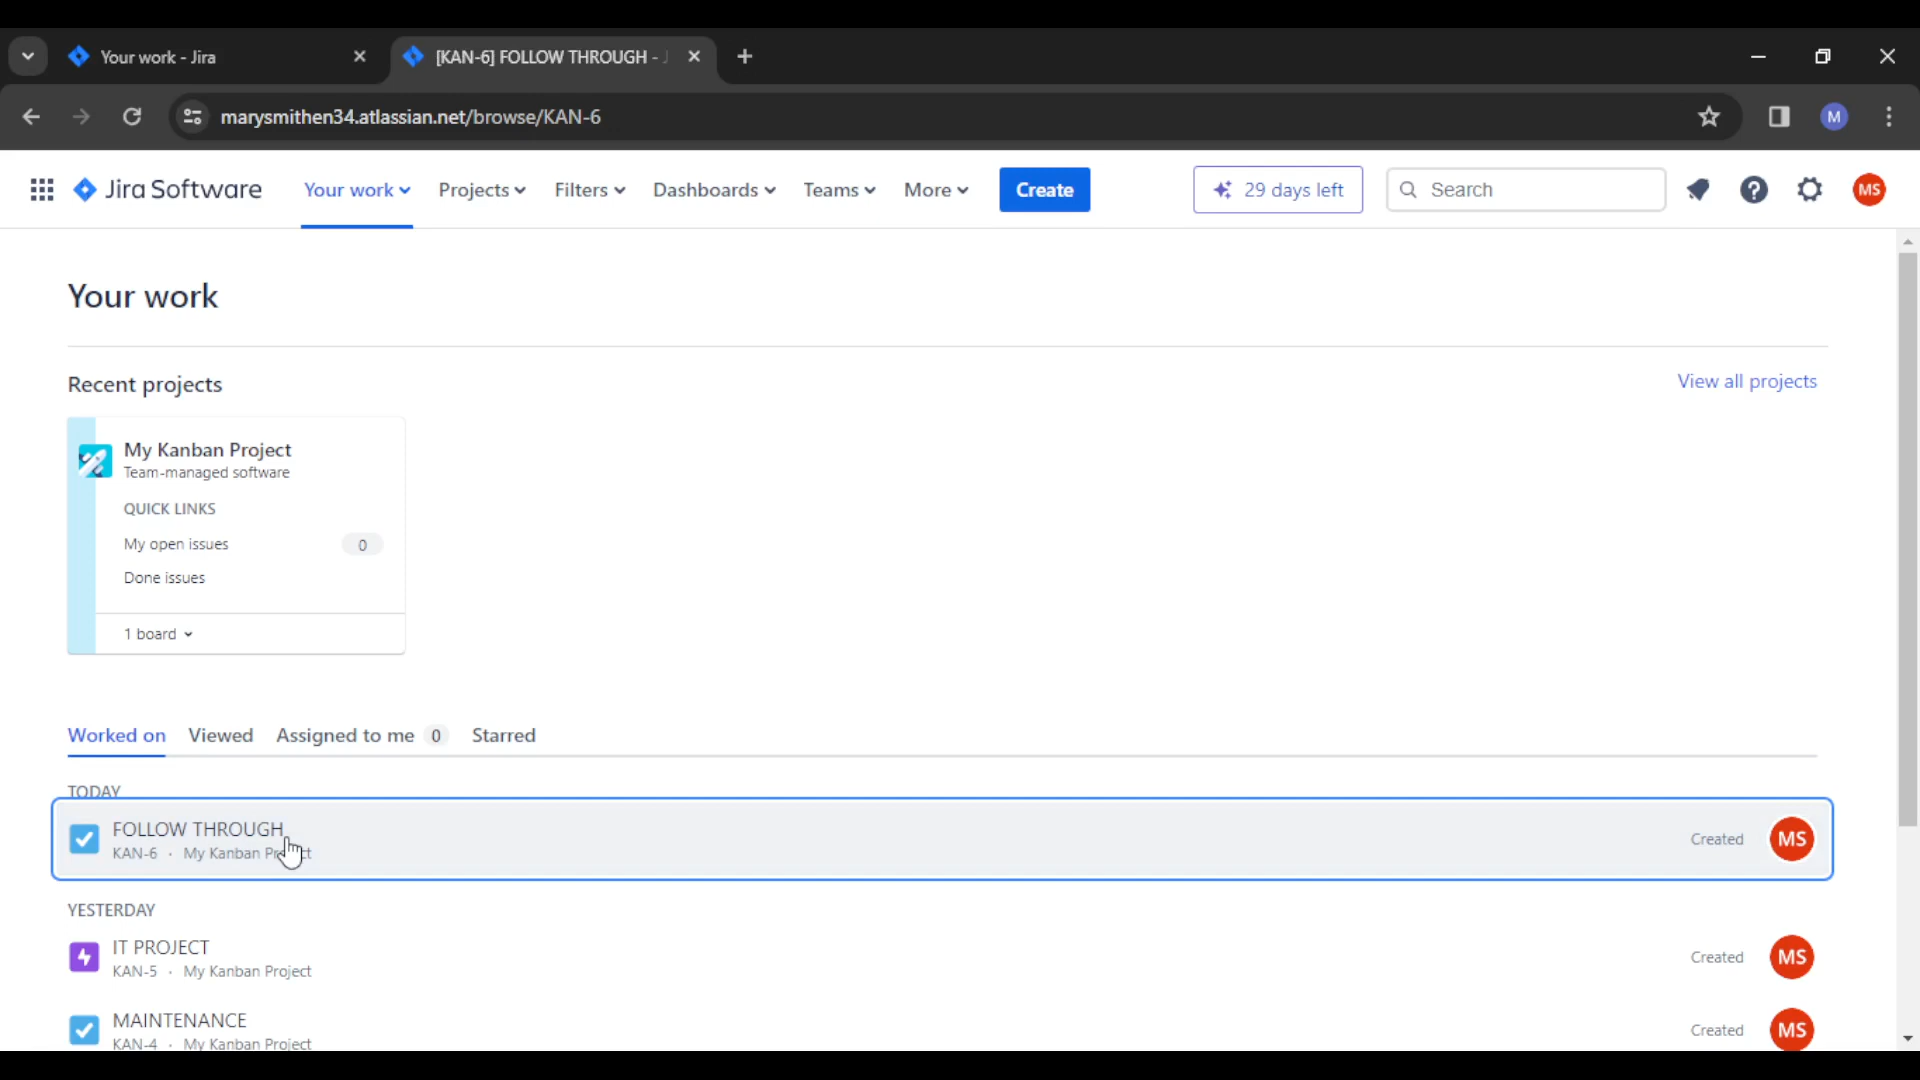 Your work - Jira
[KAN-6] FOLLOW THROUGH - J
marysmithen34.atlassian.net/browse/KAN-6
M
Jira Software
Your work
Projects
Filters
Dashboards
Teams
More
Create
29 days left
Search
MS
Your work
Recent projects
View all projects
My Kanban Project
Team-managed software
QUICK LINKS
My open issues 0
Done issues
1 board
Worked on
Viewed
Assigned to me 0
Starred
TODAY
FOLLOW THROUGH
KAN-6 · My Kanban Project
Created
MS
YESTERDAY
IT PROJECT
KAN-5 · My Kanban Project
Created
MS
MAINTENANCE
KAN-4 · My Kanban Project
Created
MS